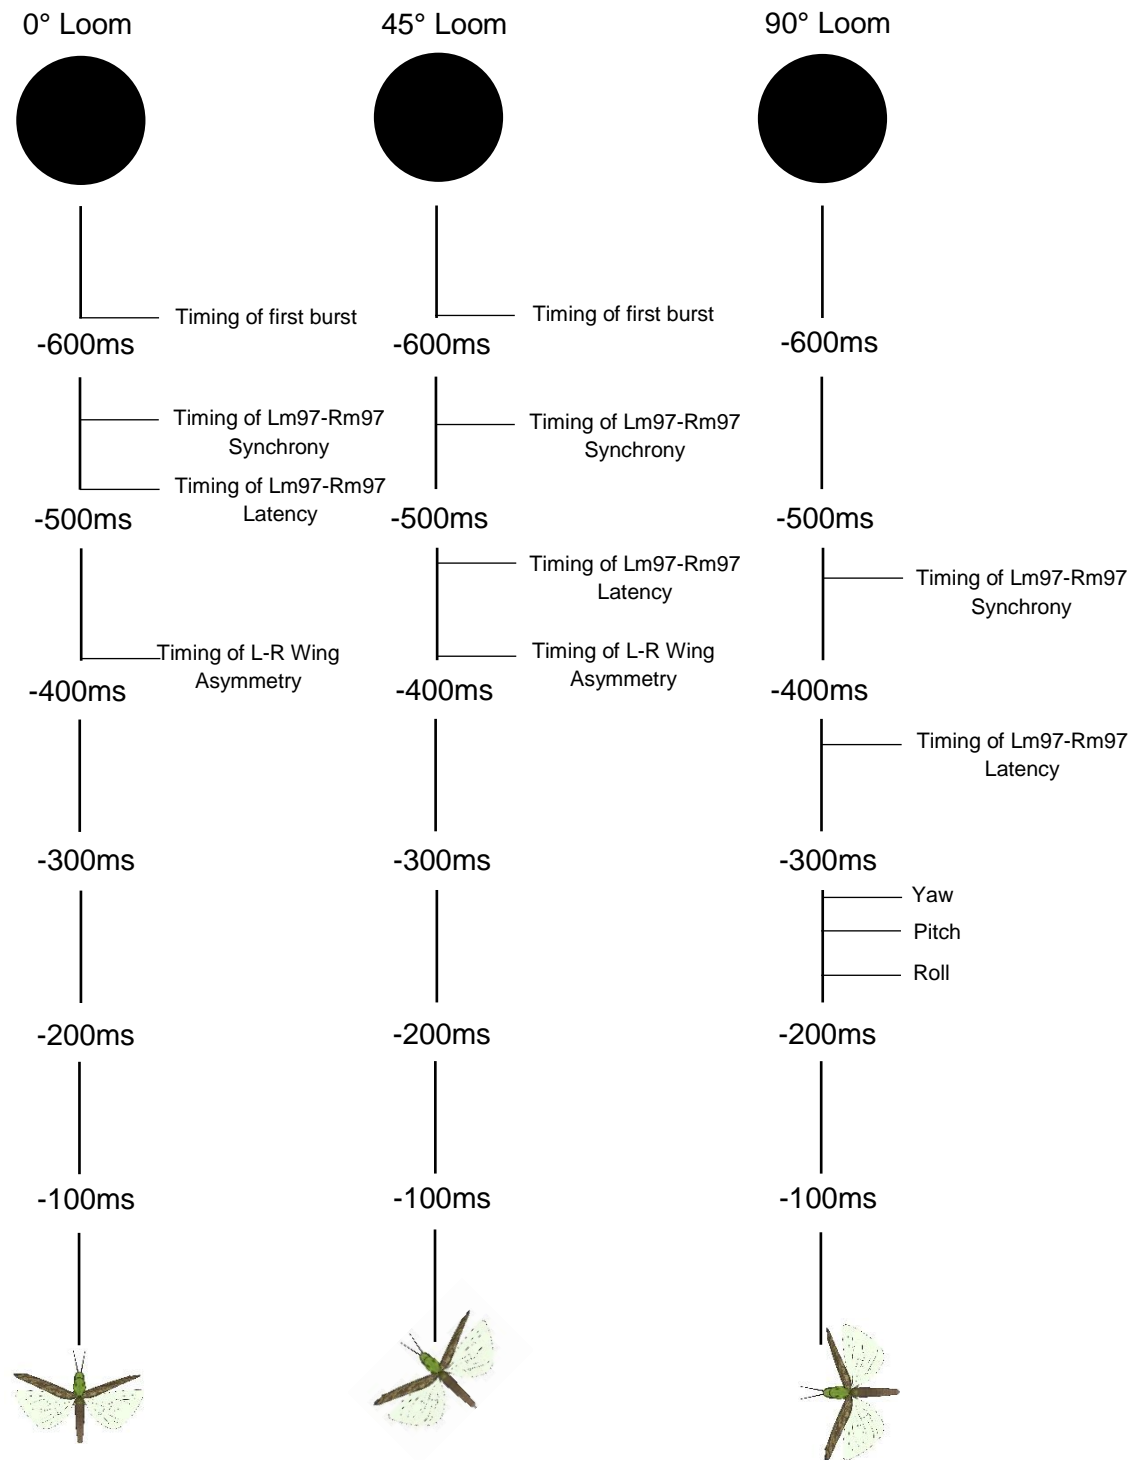 0° Loom
45° Loom
90° Loom
Timing of first burst
Timing of first burst
-600ms
-600ms
-600ms
Timing of Lm97-Rm97
Synchrony
Timing of Lm97-Rm97
Synchrony
Timing of Lm97-Rm97
Latency
-500ms
-500ms
-500ms
Timing of Lm97-Rm97
Latency
Timing of Lm97-Rm97
Synchrony
Timing of L-R Wing
Asymmetry
Timing of L-R Wing
Asymmetry
-400ms
-400ms
-400ms
Timing of Lm97-Rm97
Latency
-300ms
-300ms
-300ms
Yaw
Pitch
Roll
-200ms
-200ms
-200ms
-100ms
-100ms
-100ms